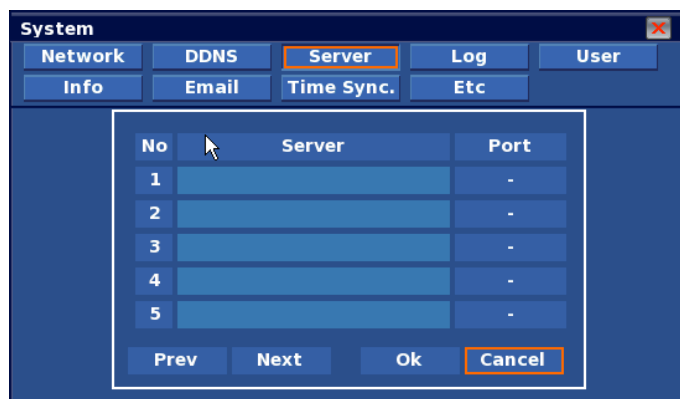 System
Network DDNS Server Log User
Info Email Time Sync. Etc
No Server Port
1 -
2 -
3 -
4 -
5 -
Prev Next Ok Cancel